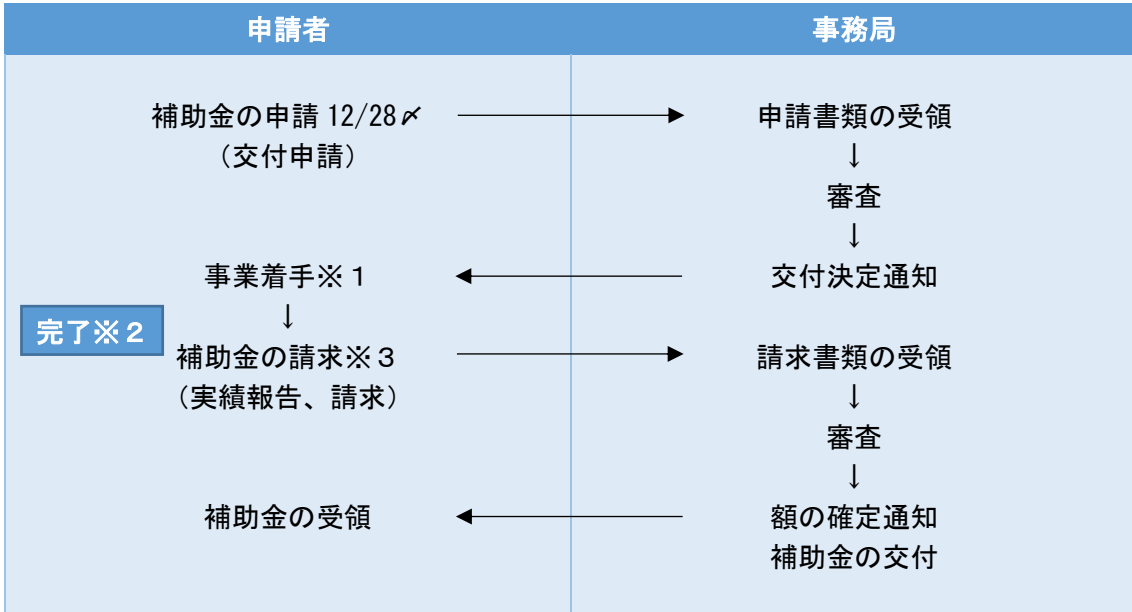 申請者
事務局
補助金の申請 12/28〆
(交付申請)
申請書類の受領
↓
審査
↓
交付決定通知
事業着手※1
↓
完了※2
補助金の請求※3
(実績報告、請求)
請求書類の受領
↓
審査
↓
額の確定通知
補助金の交付
補助金の受領